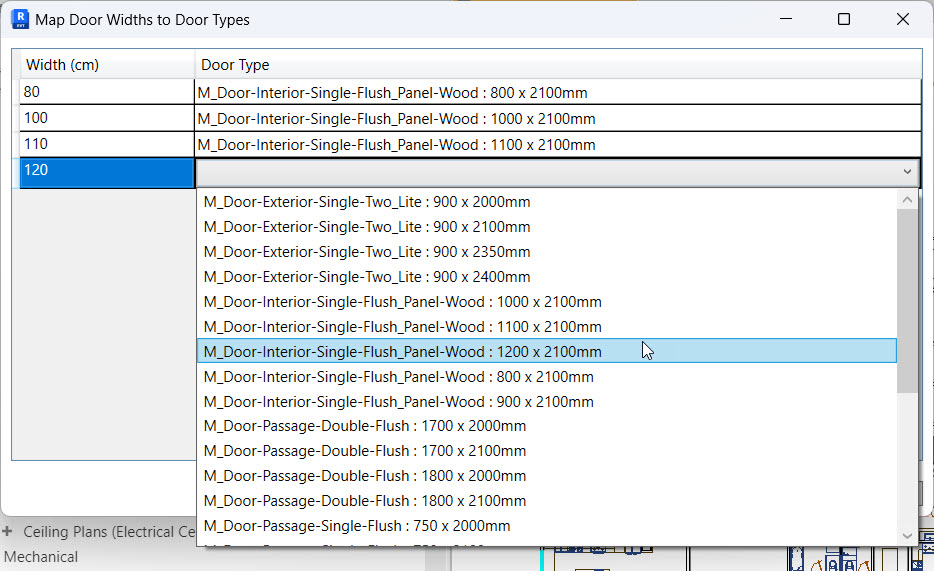 R
RVT
Map Door Widths to Door Types
Width (cm) Door Type
80 M_Door-Interior-Single-Flush_Panel-Wood : 800 x 2100mm
100 M_Door-Interior-Single-Flush_Panel-Wood : 1000 x 2100mm
110 M_Door-Interior-Single-Flush_Panel-Wood : 1100 x 2100mm
120
M_Door-Exterior-Single-Two_Lite : 900 x 2000mm
M_Door-Exterior-Single-Two_Lite : 900 x 2100mm
M_Door-Exterior-Single-Two_Lite : 900 x 2350mm
M_Door-Exterior-Single-Two_Lite : 900 x 2400mm
M_Door-Interior-Single-Flush_Panel-Wood : 1000 x 2100mm
M_Door-Interior-Single-Flush_Panel-Wood : 1100 x 2100mm
M_Door-Interior-Single-Flush_Panel-Wood : 1200 x 2100mm
M_Door-Interior-Single-Flush_Panel-Wood : 800 x 2100mm
M_Door-Interior-Single-Flush_Panel-Wood : 900 x 2100mm
M_Door-Passage-Double-Flush : 1700 x 2000mm
M_Door-Passage-Double-Flush : 1700 x 2100mm
M_Door-Passage-Double-Flush : 1800 x 2000mm
M_Door-Passage-Double-Flush : 1800 x 2100mm
M_Door-Passage-Single-Flush : 750 x 2000mm
Ceiling Plans (Electrical Ce
Mechanical